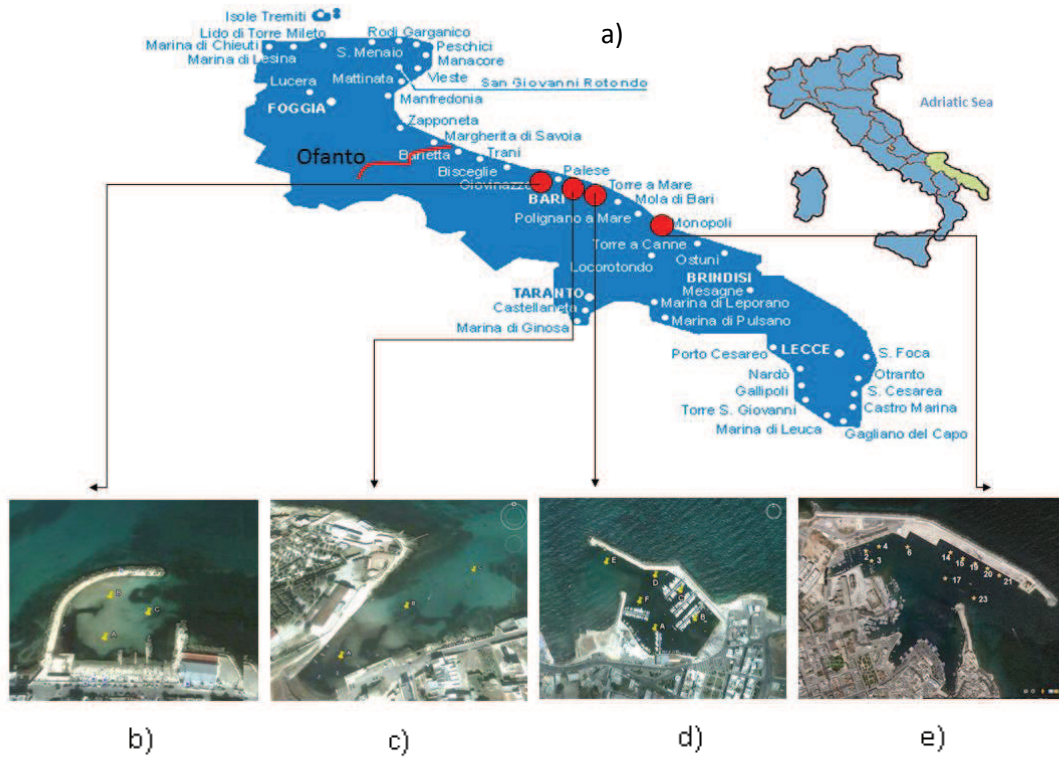 a)
Isole Tremiti
Lido di Torre Mileto
Rodi Garganico
Marina di Chieuti
S. Menaio
Peschici
Marina di Lesina
Manacore
Lucera
Mattinata
Vieste
San Giovanni Rotondo
FOGGIA
Manfredonia
Adriatic Sea
Zapponeta
Margherita di Savoia
Ofanto
Barletta
Trani
Bisceglie
Palese
Giovinazzo
Torre a Mare
BARI
Mola di Bari
Polignano a Mare
Monopoli
Torre a Canne
Locorotondo
Ostuni
BRINDISI
TARANTO
Mesagne
Castellaneta
Marina di Leporano
Marina di Ginosa
Marina di Pulsano
Porto Cesareo
LECCE
S. Foca
Nardò
Otranto
Gallipoli
S. Cesarea
Torre S. Giovanni
Castro Marina
Marina di Leuca
Gagliano del Capo
B
C
A
C
B
A
E
D
F
C
A
B
2
4
3
6
14
15
19
20
21
17
23
b)
c)
d)
e)